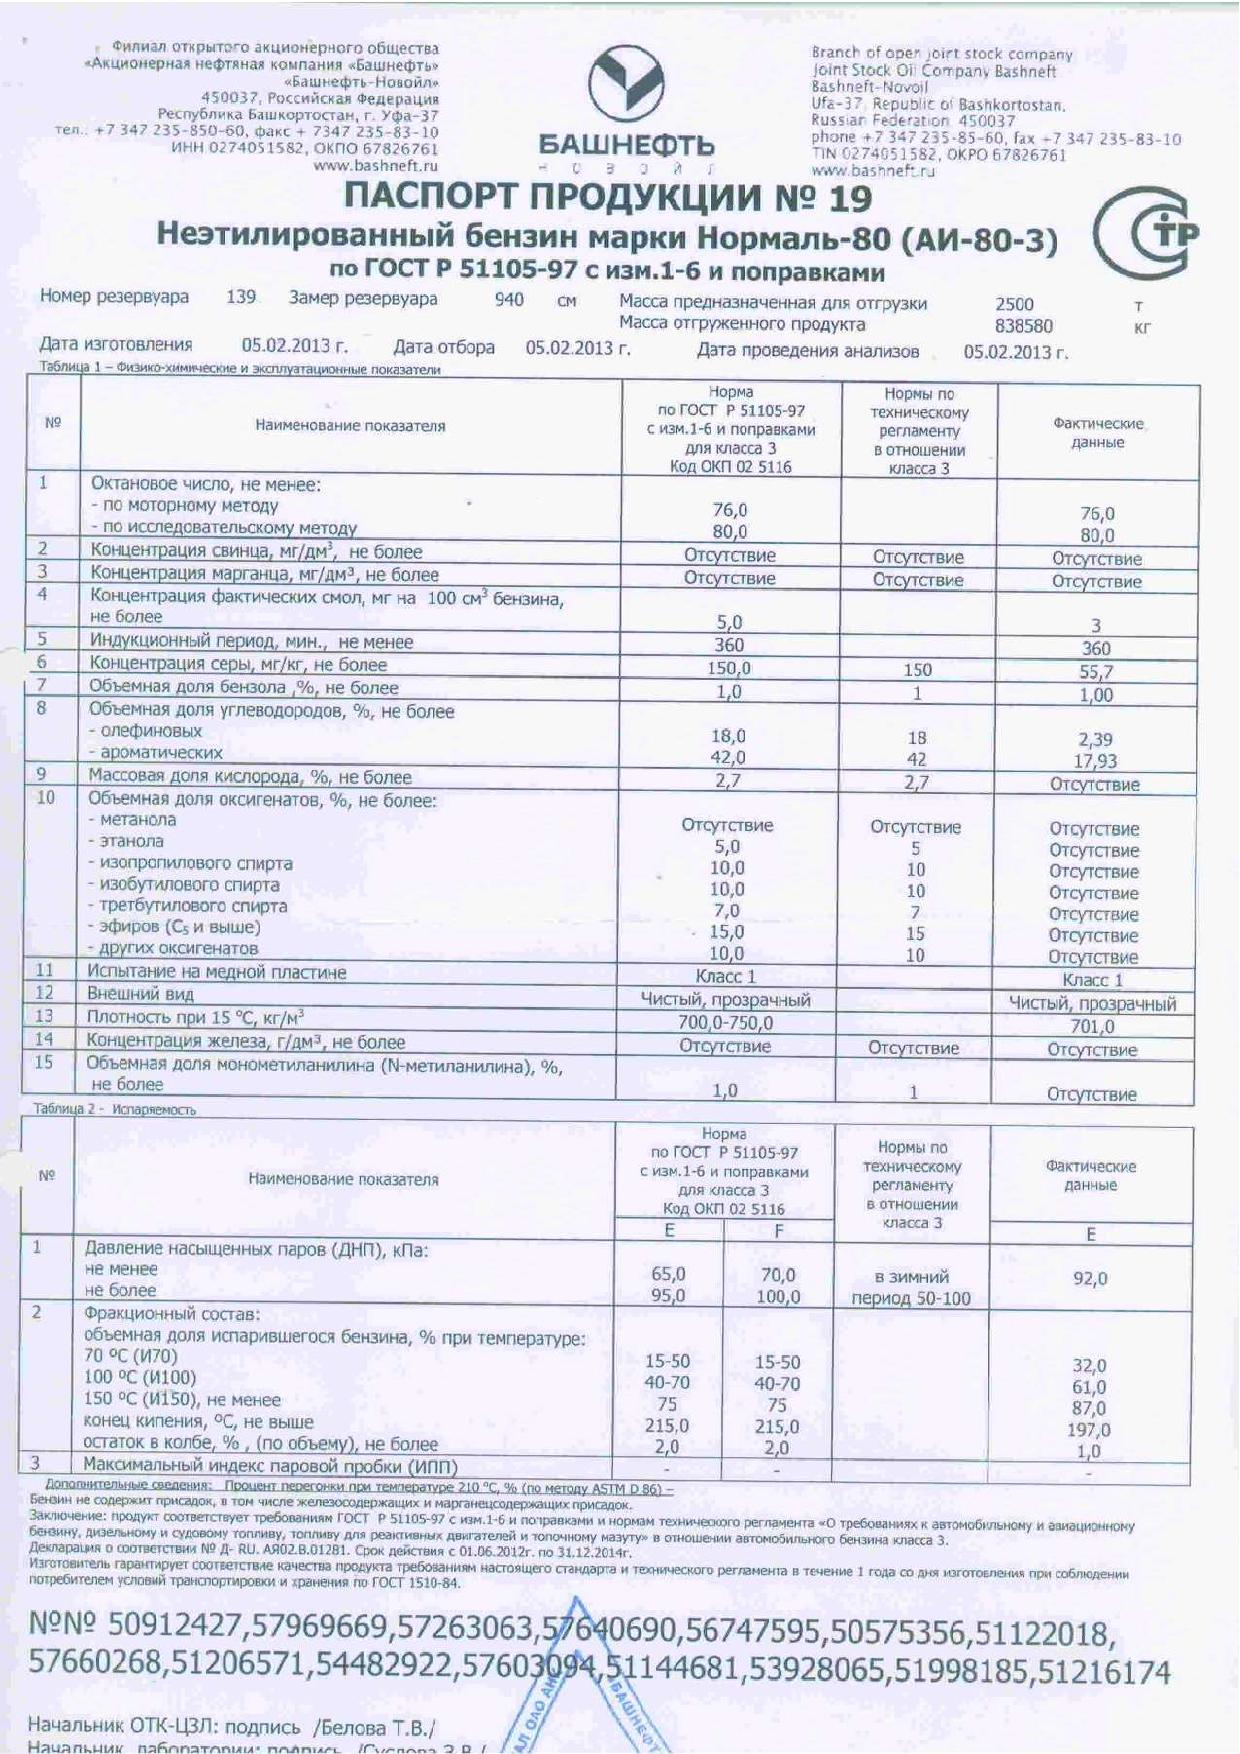 Филиал открытого акционерного общества
«Акционерная нефтяная компания «Башнефть»
«Башнефть-Новойл»
450037, Российская Федерация
Республика Башкортостан, г. Уфа-37
тел.: +7 347 235-850-60, факс + 7347 235-83-10
ИНН 0274051582, ОКПО 67826761
www.bashneft.ru
БАШНЕФТЬ
Н О В О Й Л
Branch of open joint stock company
Joint Stock Oil Company Bashneft
Bashneft-Novoil
Ufa-37, Republic of Bashkortostan,
Russian Federation 450037
phone +7 347 235-85-60, fax +7 347 235-83-10
TIN 0274051582, OKPO 67826761
www.bashneft.ru
ПАСПОРТ ПРОДУКЦИИ № 19
Неэтилированный бензин марки Нормаль-80 (АИ-80-3)
по ГОСТ Р 51105-97 с изм.1-6 и поправками
Номер резервуара 139 Замер резервуара 940 см Масса предназначенная для отгрузки 2500 т
Масса отгруженного продукта 838580 кг
Дата изготовления 05.02.2013 г. Дата отбора 05.02.2013 г. Дата проведения анализов 05.02.2013 г.
Таблица 1 – Физико-химические и эксплуатационные показатели
№ Наименование показателя
Норма
по ГОСТ Р 51105-97
с изм.1-6 и поправками
для класса 3
Код ОКП 02 5116
Нормы по
техническому
регламенту
в отношении
класса 3
Фактические
данные
1 Октановое число, не менее:
- по моторному методу 76,0 76,0
- по исследовательскому методу 80,0 80,0
2 Концентрация свинца, мг/дм³, не более Отсутствие Отсутствие Отсутствие
3 Концентрация марганца, мг/дм³, не более Отсутствие Отсутствие Отсутствие
4 Концентрация фактических смол, мг на 100 см³ бензина,
не более 5,0 3
5 Индукционный период, мин., не менее 360 360
6 Концентрация серы, мг/кг, не более 150,0 150 55,7
7 Объемная доля бензола ,%, не более 1,0 1 1,00
8 Объемная доля углеводородов, %, не более
- олефиновых 18,0 18 2,39
- ароматических 42,0 42 17,93
9 Массовая доля кислорода, %, не более 2,7 2,7 Отсутствие
10 Объемная доля оксигенатов, %, не более:
- метанола Отсутствие Отсутствие Отсутствие
- этанола 5,0 5 Отсутствие
- изопропилового спирта 10,0 10 Отсутствие
- изобутилового спирта 10,0 10 Отсутствие
- третбутилового спирта 7,0 7 Отсутствие
- эфиров (C₅ и выше) 15,0 15 Отсутствие
- других оксигенатов 10,0 10 Отсутствие
11 Испытание на медной пластине Класс 1 Класс 1
12 Внешний вид Чистый, прозрачный Чистый, прозрачный
13 Плотность при 15 °С, кг/м³ 700,0-750,0 701,0
14 Концентрация железа, г/дм³, не более Отсутствие Отсутствие Отсутствие
15 Объемная доля монометиланилина (N-метиланилина), %,
не более 1,0 1 Отсутствие
Таблица 2 - Испаряемость
№ Наименование показателя
Норма
по ГОСТ Р 51105-97
с изм.1-6 и поправками
для класса 3
Код ОКП 02 5116
Нормы по
техническому
регламенту
в отношении
класса 3
Фактические
данные
E F E
1 Давление насыщенных паров (ДНП), кПа:
не менее 65,0 70,0 в зимний 92,0
не более 95,0 100,0 период 50-100
2 Фракционный состав:
объемная доля испарившегося бензина, % при температуре:
70 °С (И70) 15-50 15-50 32,0
100 °С (И100) 40-70 40-70 61,0
150 °С (И150), не менее 75 75 87,0
конец кипения, °С, не выше 215,0 215,0 197,0
остаток в колбе, % , (по объему), не более 2,0 2,0 1,0
3 Максимальный индекс паровой пробки (ИПП) - - -
Дополнительные сведения: Процент перегонки при температуре 210 °С, % (по методу ASTM D 86) –
Бензин не содержит присадок, в том числе железосодержащих и марганецсодержащих присадок.
Заключение: продукт соответствует требованиям ГОСТ Р 51105-97 с изм.1-6 и поправками и нормам технического регламента «О требованиях к автомобильному и авиационному
бензину, дизельному и судовому топливу, топливу для реактивных двигателей и топочному мазуту» в отношении автомобильного бензина класса 3.
Декларация о соответствии № Д- RU. АЯ02.В.01281. Срок действия с 01.06.2012г. по 31.12.2014г.
Изготовитель гарантирует соответствие качества продукта требованиям настоящего стандарта и технического регламента в течение 1 года со дня изготовления при соблюдении
потребителем условий транспортировки и хранения по ГОСТ 1510-84.
№№ 50912427,57969669,57263063,57640690,56747595,50575356,51122018,
57660268,51206571,54482922,57603094,51144681,53928065,51998185,51216174
Начальник ОТК-ЦЗЛ: подпись /Белова Т.В./
Начальник лаборатории: подпись /Суслова З.В./